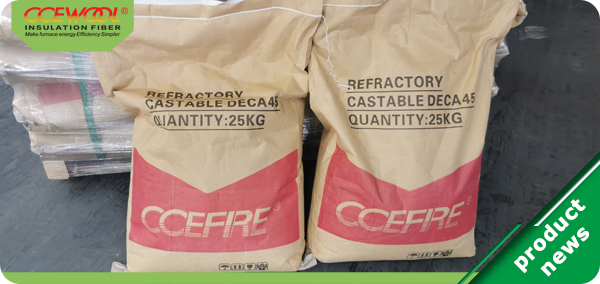 CCEWOOL®
INSULATION FIBER
Make furnace energy Efficiency Simpler
REFRACTORY
CASTABLE DECA45
QUANTITY:25KG
CCEFIRE®
REFRACTORY
CASTABLE DECA45
QUANTITY:25KG
CCEFIRE®
product
news